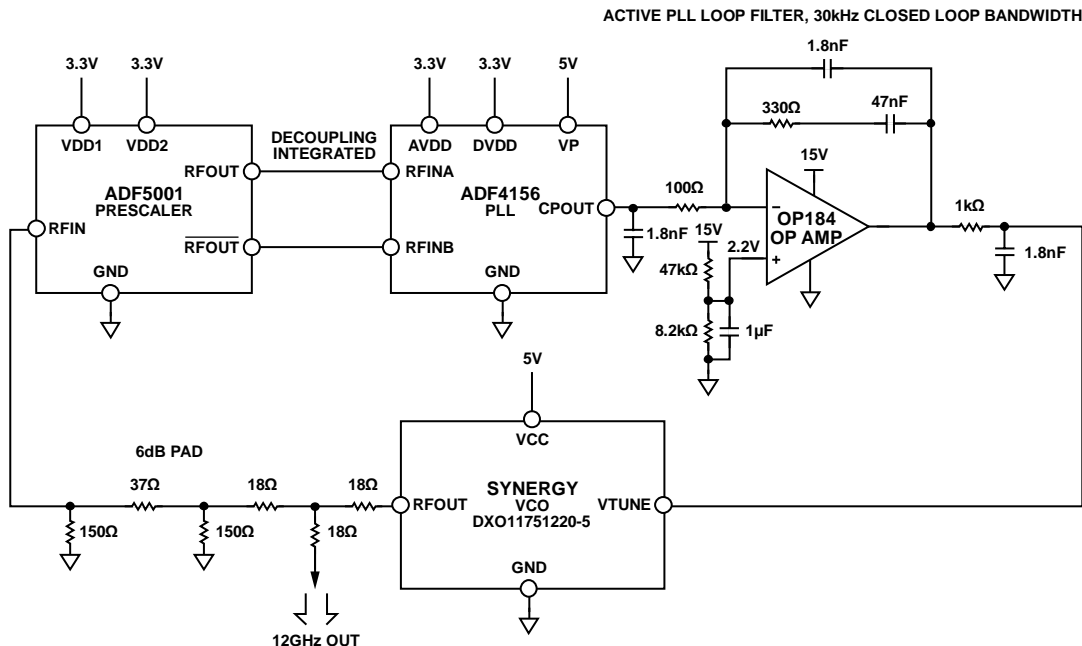 ACTIVE PLL LOOP FILTER, 30kHz CLOSED LOOP BANDWIDTH
1.8nF
330Ω
47nF
3.3V
3.3V
VDD1
VDD2
ADF5001
PRESCALER
RFIN
RFOUT
RFOUT
GND
DECOUPLING
INTEGRATED
3.3V
3.3V
5V
AVDD
DVDD
VP
RFINA
ADF4156
PLL
CPOUT
RFINB
GND
1.8nF
100Ω
15V
47kΩ
8.2kΩ
1µF
2.2V
15V
−
OP184
OP AMP
+
1kΩ
1.8nF
5V
VCC
SYNERGY
VCO
DXO11751220-5
RFOUT
VTUNE
GND
6dB PAD
37Ω
18Ω
18Ω
150Ω
150Ω
18Ω
12GHz OUT